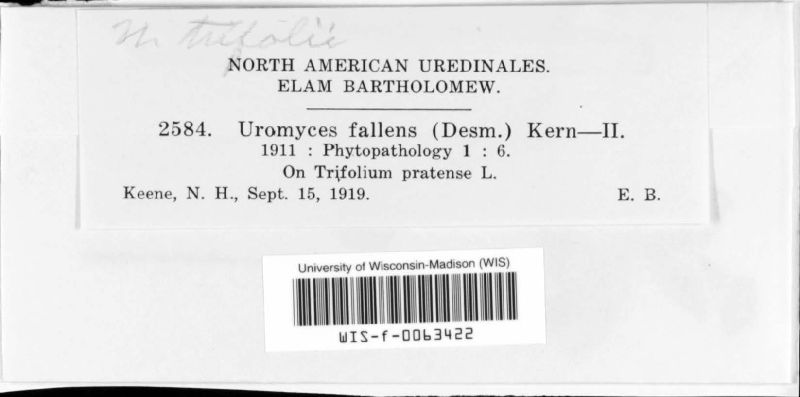 U. trifolii
NORTH AMERICAN UREDINALES.
ELAM BARTHOLOMEW.
2584. Uromyces fallens (Desm.) Kern—II.
1911 : Phytopathology 1 : 6.
On Trifolium pratense L.
Keene, N. H., Sept. 15, 1919. E. B.
University of Wisconsin-Madison (WIS)
WIS-f-0063422